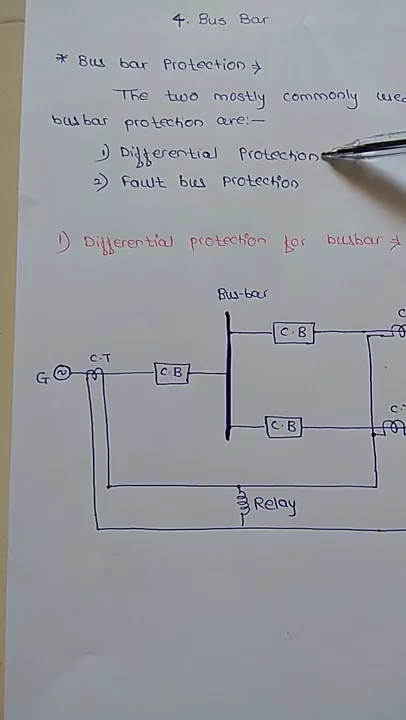 4. Bus Bar
* Bus bar Protection →
The two mostly commonly use
busbar protection are:-
1) Differential Protection
2) Fault bus protection
1) Differential protection for busbar →
Bus-bar
C.B
C.T
G
C.B
C.B
Relay